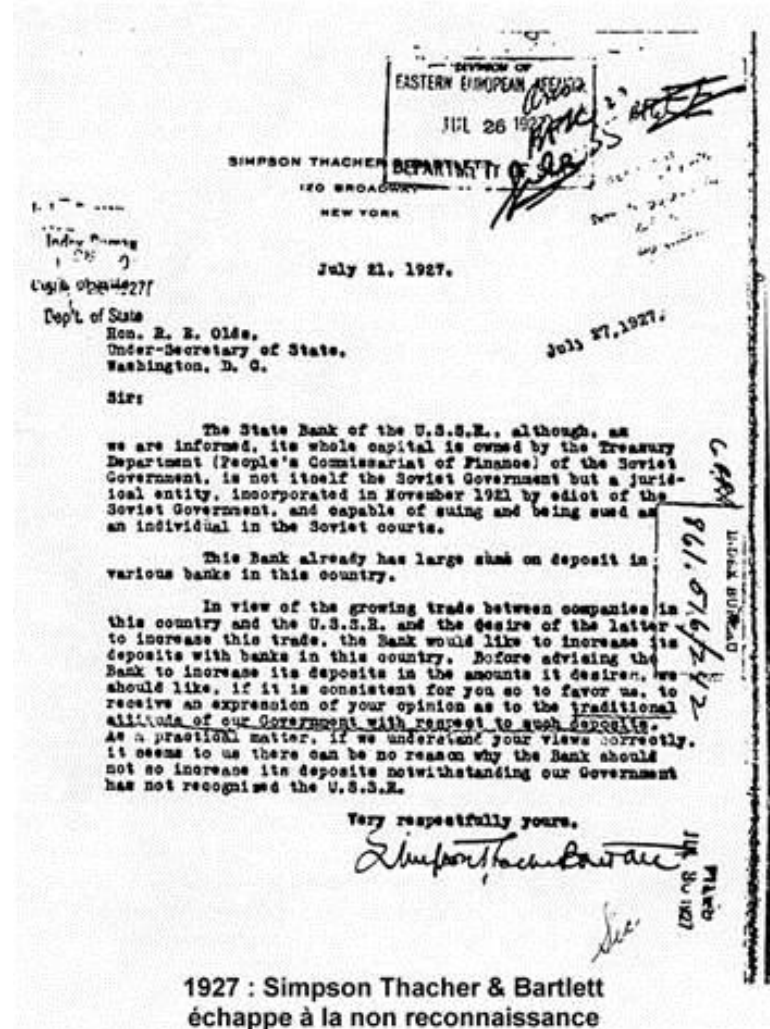 DIVISION OF
EASTERN EUROPEAN AFFAIRS
JUL 26 1927
DEPARTMENT OF
SIMPSON THACHER & BARTLETT
120 BROADWAY
NEW YORK
July 21, 1927.
Index Bureau
Dep't. of State
Hon. R. E. Olds,
Under-Secretary of State,
Washington, D. C.
July 27, 1927.
Sir:
The State Bank of the U.S.S.R., although, as
we are informed, its whole capital is owned by the Treasury
Department (People's Commissariat of Finance) of the Soviet
Government, is not itself the Soviet Government but a jurid-
ical entity, incorporated in November 1921 by edict of the
Soviet Government, and capable of suing and being sued as
an individual in the Soviet courts.
This Bank already has large sums on deposit in
various banks in this country.
In view of the growing trade between companies in
this country and the U.S.S.R. and the desire of the latter
to increase this trade, the Bank would like to increase its
deposits with banks in this country. Before advising the
Bank to increase its deposits in the amounts it desires, we
should like, if it is consistent for you so to favor us, to
receive an expression of your opinion as to the traditional
attitude of our Government with respect to such deposits.
As a practical matter, if we understand your views correctly,
it seems to us there can be no reason why the Bank should
not so increase its deposits notwithstanding our Government
has not recognized the U.S.S.R.
Very respectfully yours,
Simpson Thacher Bartlett
INDEX BUREAU
861.516/242
FILED
JUL 30 1927
1927 : Simpson Thacher & Bartlett
échappe à la non reconnaissance